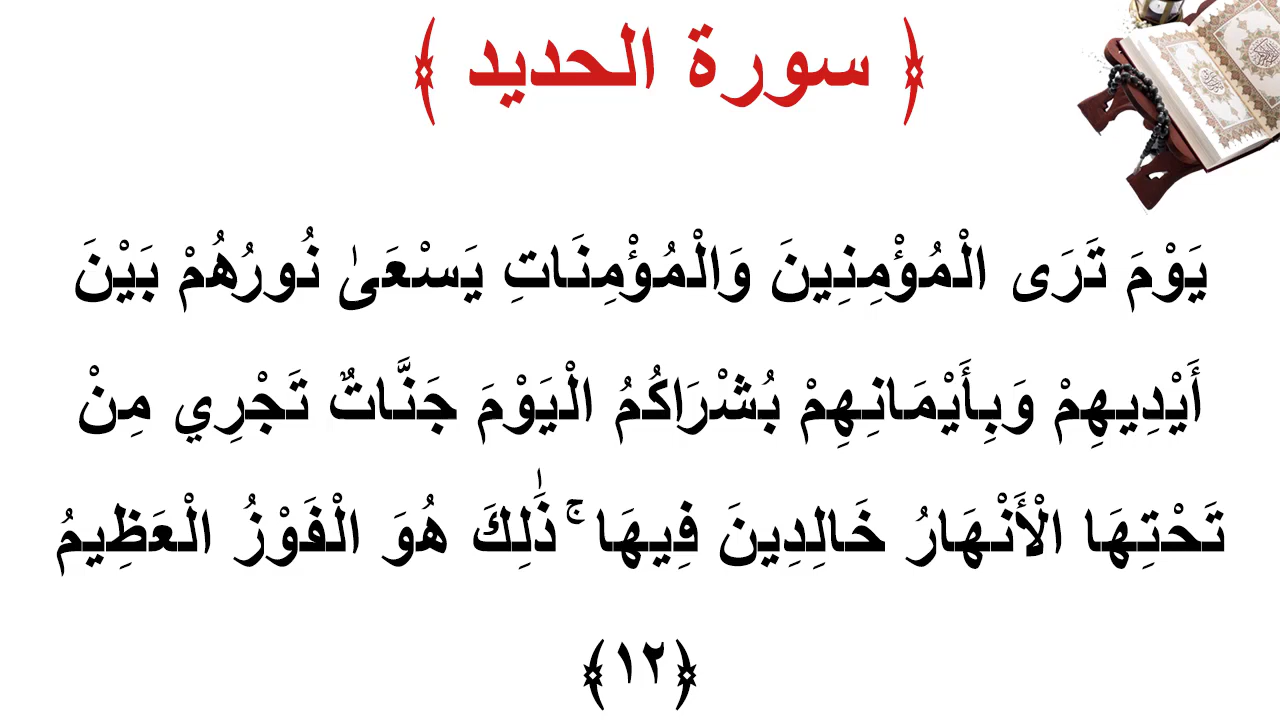 ﴿ سورة الحديد ﴾
يَوْمَ تَرَى الْمُؤْمِنِينَ وَالْمُؤْمِنَاتِ يَسْعَىٰ نُورُهُمْ بَيْنَ
أَيْدِيهِمْ وَبِأَيْمَانِهِمْ بُشْرَاكُمُ الْيَوْمَ جَنَّاتٌ تَجْرِي مِنْ
تَحْتِهَا الْأَنْهَارُ خَالِدِينَ فِيهَا ۚ ذَٰلِكَ هُوَ الْفَوْزُ الْعَظِيمُ
﴿١٢﴾